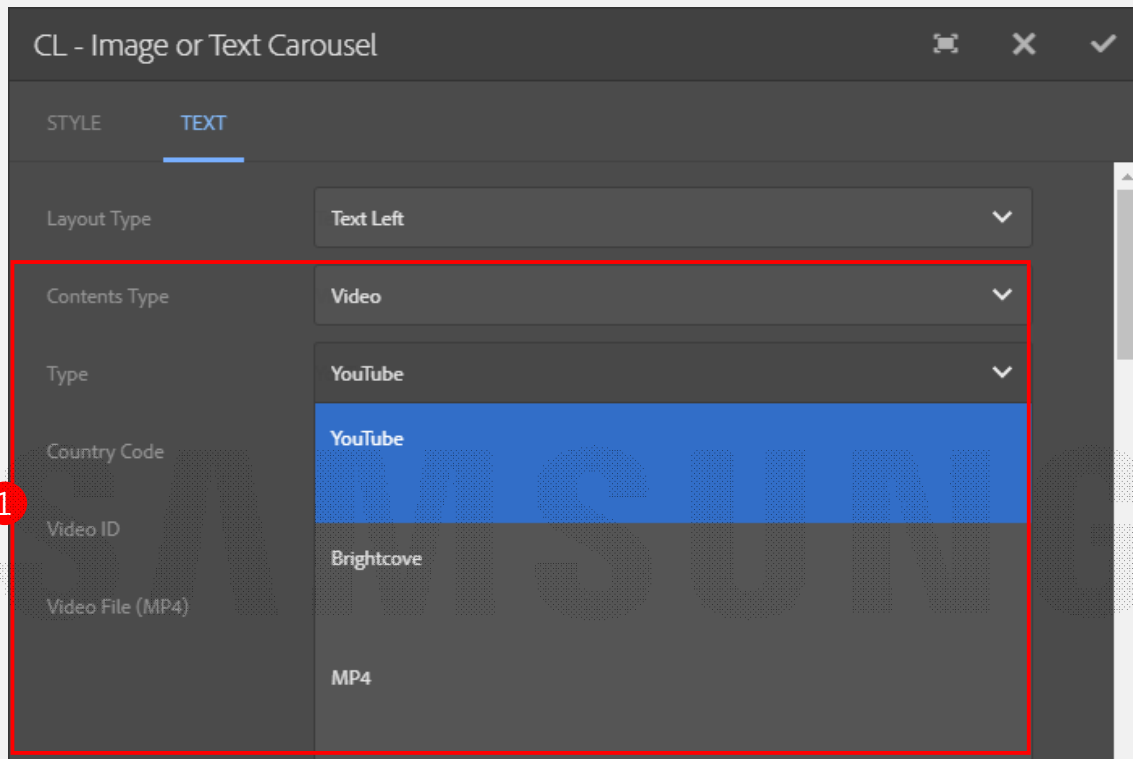 CL - Image or Text Carousel
STYLE TEXT
Layout Type Text Left
Contents Type Video
Type YouTube
YouTube
Country Code
1
Video ID
Brightcove
Video File (MP4)
MP4
SAMSUNG